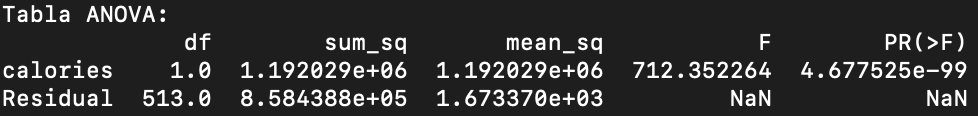 Tabla ANOVA:
df sum_sq mean_sq F PR(>F)
calories 1.0 1.192029e+06 1.192029e+06 712.352264 4.677525e-99
Residual 513.0 8.584388e+05 1.673370e+03 NaN NaN